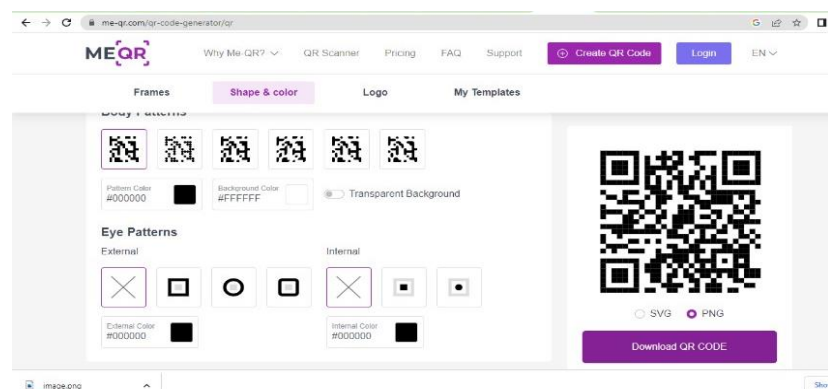 me-qr.com/qr-code-generator/qr
MEQR Why Me-QR? QR Scanner Pricing FAQ Support Create QR Code Login EN
Frames Shape & color Logo My Templates
Body Patterns
Pattern Color
#000000
Background Color
#FFFFFF
Transparent Background
Eye Patterns
External Internal
External Color
#000000
Internal Color
#000000
SVG PNG
Download QR CODE
image.png